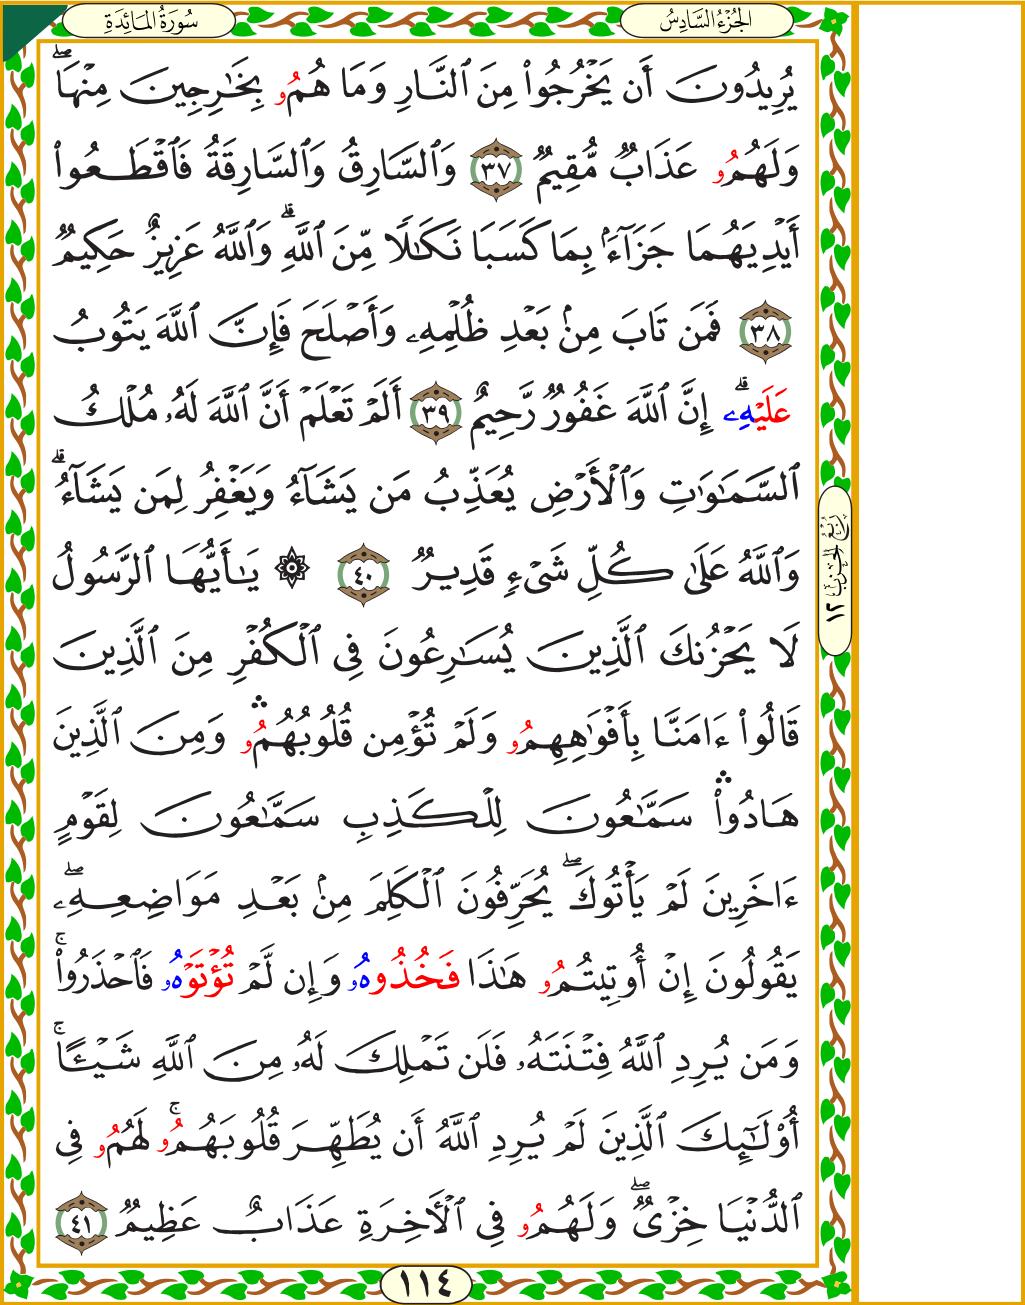 الجُزْءُ السَّادِسُ
سُورَةُ المَائِدَةِ
يُرِيدُونَ أَن يَخْرُجُوا۟ مِنَ ٱلنَّارِ وَمَا هُمُۥ بِخَٰرِجِينَ مِنْهَاۖ
وَلَهُمُۥ عَذَابٌ مُّقِيمٌ ٣٧ وَٱلسَّارِقُ وَٱلسَّارِقَةُ فَٱقْطَعُوا۟
أَيْدِيَهُمَا جَزَآءَۢ بِمَا كَسَبَا نَكَٰلًا مِّنَ ٱللَّهِۗ وَٱللَّهُ عَزِيزٌ حَكِيمٌ
٣٨ فَمَن تَابَ مِنۢ بَعْدِ ظُلْمِهِۦ وَأَصْلَحَ فَإِنَّ ٱللَّهَ يَتُوبُ
عَلَيْهِۦۗ إِنَّ ٱللَّهَ غَفُورٌ رَّحِيمٌ ٣٩ أَلَمْ تَعْلَمْ أَنَّ ٱللَّهَ لَهُۥ مُلْكُ
ٱلسَّمَٰوَٰتِ وَٱلْأَرْضِ يُعَذِّبُ مَن يَشَآءُ وَيَغْفِرُ لِمَن يَشَآءُۗ
وَٱللَّهُ عَلَىٰ كُلِّ شَىْءٍ قَدِيرٌ ٤٠ ۞ يَٰٓأَيُّهَا ٱلرَّسُولُ
لَا يَحْزُنكَ ٱلَّذِينَ يُسَٰرِعُونَ فِى ٱلْكُفْرِ مِنَ ٱلَّذِينَ
قَالُوٓا۟ ءَامَنَّا بِأَفْوَٰهِهِمُۥ وَلَمْ تُؤْمِن قُلُوبُهُمُۥۛ وَمِنَ ٱلَّذِينَ
هَادُوا۟ۛ سَمَّٰعُونَ لِلْكَذِبِ سَمَّٰعُونَ لِقَوْمٍ
ءَاخَرِينَ لَمْ يَأْتُوكَۖ يُحَرِّفُونَ ٱلْكَلِمَ مِنۢ بَعْدِ مَوَاضِعِهِۦۖ
يَقُولُونَ إِنْ أُوتِيتُمُۥ هَٰذَا فَخُذُوهُۥ وَإِن لَّمْ تُؤْتَوْهُۥ فَٱحْذَرُوا۟ۚ
وَمَن يُرِدِ ٱللَّهُ فِتْنَتَهُۥ فَلَن تَمْلِكَ لَهُۥ مِنَ ٱللَّهِ شَيْـًٔاۚ
أُو۟لَٰٓئِكَ ٱلَّذِينَ لَمْ يُرِدِ ٱللَّهُ أَن يُطَهِّرَ قُلُوبَهُمُۥۚ لَهُمُۥ فِى
ٱلدُّنْيَا خِزْىٌۖ وَلَهُمُۥ فِى ٱلْأَخِرَةِ عَذَابٌ عَظِيمٌ ٤١
رُبْعُ الحِزْب ١٢
١١٤